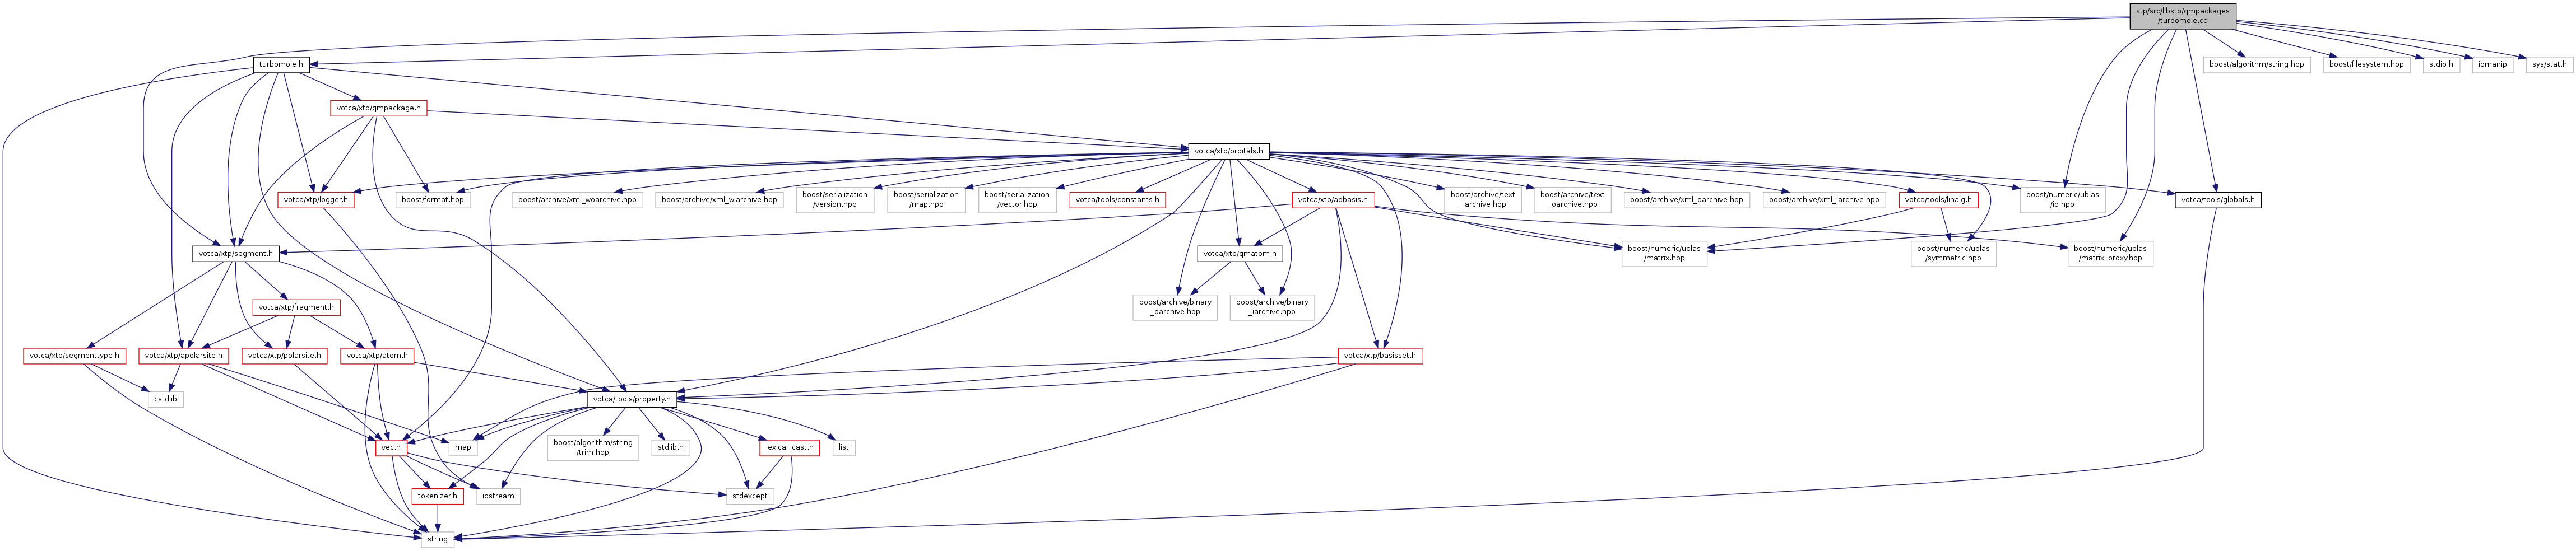 xtp/src/libxtp/qmpackages
/turbomole.cc
turbomole.h
boost/algorithm/string.hpp
boost/filesystem.hpp
stdio.h
iomanip
sys/stat.h
votca/xtp/qmpackage.h
votca/xtp/orbitals.h
votca/xtp/logger.h
boost/format.hpp
boost/archive/xml_woarchive.hpp
boost/archive/xml_wiarchive.hpp
boost/serialization
/version.hpp
boost/serialization
/map.hpp
boost/serialization
/vector.hpp
votca/tools/constants.h
votca/xtp/aobasis.h
boost/archive/text
_iarchive.hpp
boost/archive/text
_oarchive.hpp
boost/archive/xml_oarchive.hpp
boost/archive/xml_iarchive.hpp
votca/tools/linalg.h
boost/numeric/ublas
/io.hpp
votca/tools/globals.h
votca/xtp/segment.h
votca/xtp/qmatom.h
boost/numeric/ublas
/matrix.hpp
boost/numeric/ublas
/symmetric.hpp
boost/numeric/ublas
/matrix_proxy.hpp
votca/xtp/fragment.h
boost/archive/binary
_oarchive.hpp
boost/archive/binary
_iarchive.hpp
votca/xtp/segmenttype.h
votca/xtp/apolarsite.h
votca/xtp/polarsite.h
votca/xtp/atom.h
votca/xtp/basisset.h
cstdlib
votca/tools/property.h
vec.h
map
boost/algorithm/string
/trim.hpp
stdlib.h
lexical_cast.h
list
tokenizer.h
iostream
stdexcept
string